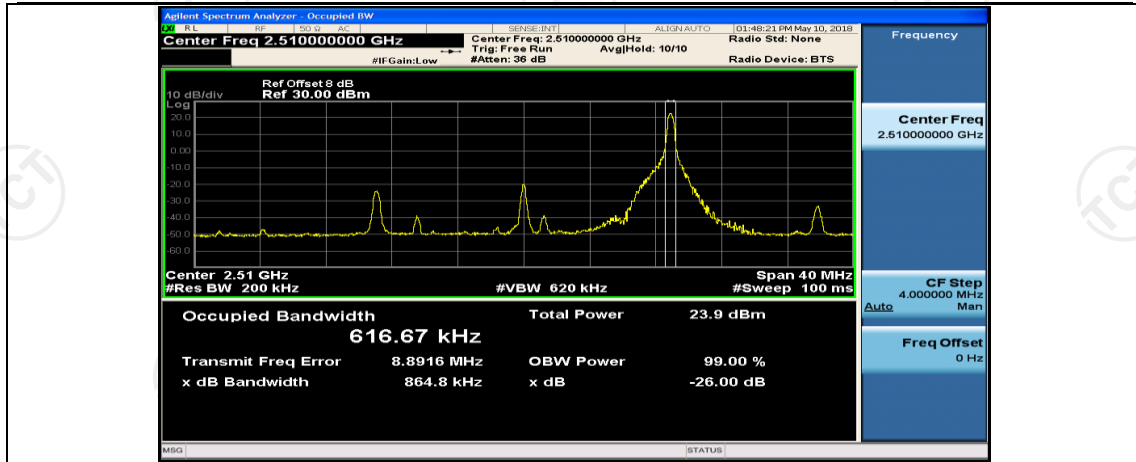 Agilent Spectrum Analyzer - Occupied BW
LXI RL RF 50 Ω AC SENSE:INT ALIGN AUTO 01:48:21 PM May 10, 2018
Center Freq 2.510000000 GHz Center Freq: 2.510000000 GHz Radio Std: None
Trig: Free Run Avg|Hold: 10/10
#IFGain:Low #Atten: 36 dB Radio Device: BTS
Ref Offset 8 dB
10 dB/div Ref 30.00 dBm
Log
20.0
10.0
0.00
-10.0
-20.0
-30.0
-40.0
-50.0
-60.0
Center 2.51 GHz Span 40 MHz
#Res BW 200 kHz #VBW 620 kHz #Sweep 100 ms
Occupied Bandwidth Total Power 23.9 dBm
616.67 kHz
Transmit Freq Error 8.8916 MHz OBW Power 99.00 %
x dB Bandwidth 864.8 kHz x dB -26.00 dB
MSG STATUS
Frequency
Center Freq
2.510000000 GHz
CF Step
4.000000 MHz
Auto Man
Freq Offset
0 Hz
TCT
TCT